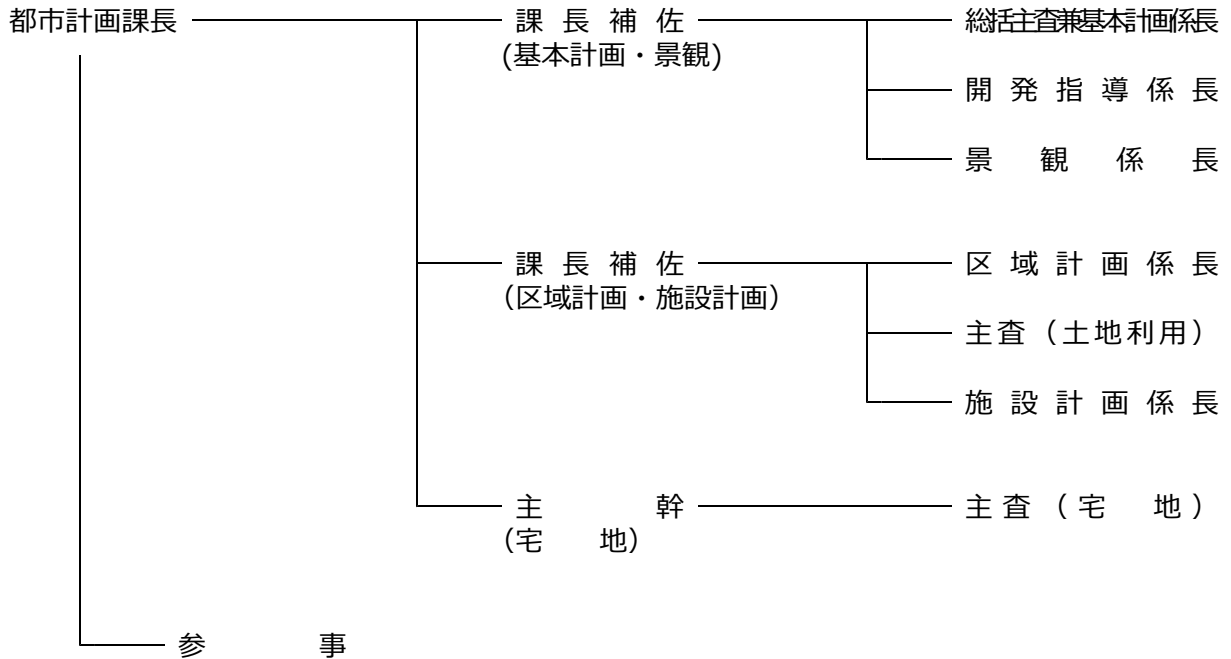 都市計画課長 課長補佐 総括主査兼基本計画係長
(基本計画・景観)
開発指導係長
景観係長
課長補佐 区域計画係長
(区域計画・施設計画)
主査(土地利用)
施設計画係長
主幹 主査(宅地)
(宅地)
参事